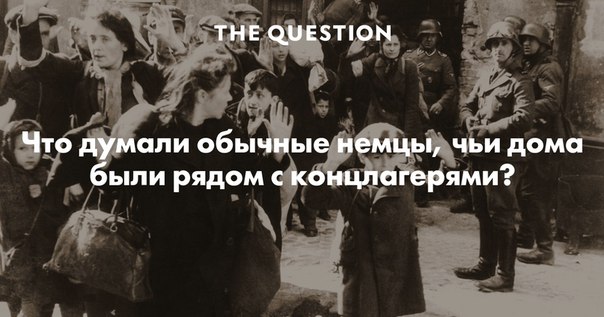 THE QUESTION
Что думали обычные немцы, чьи дома
были рядом с концлагерями?